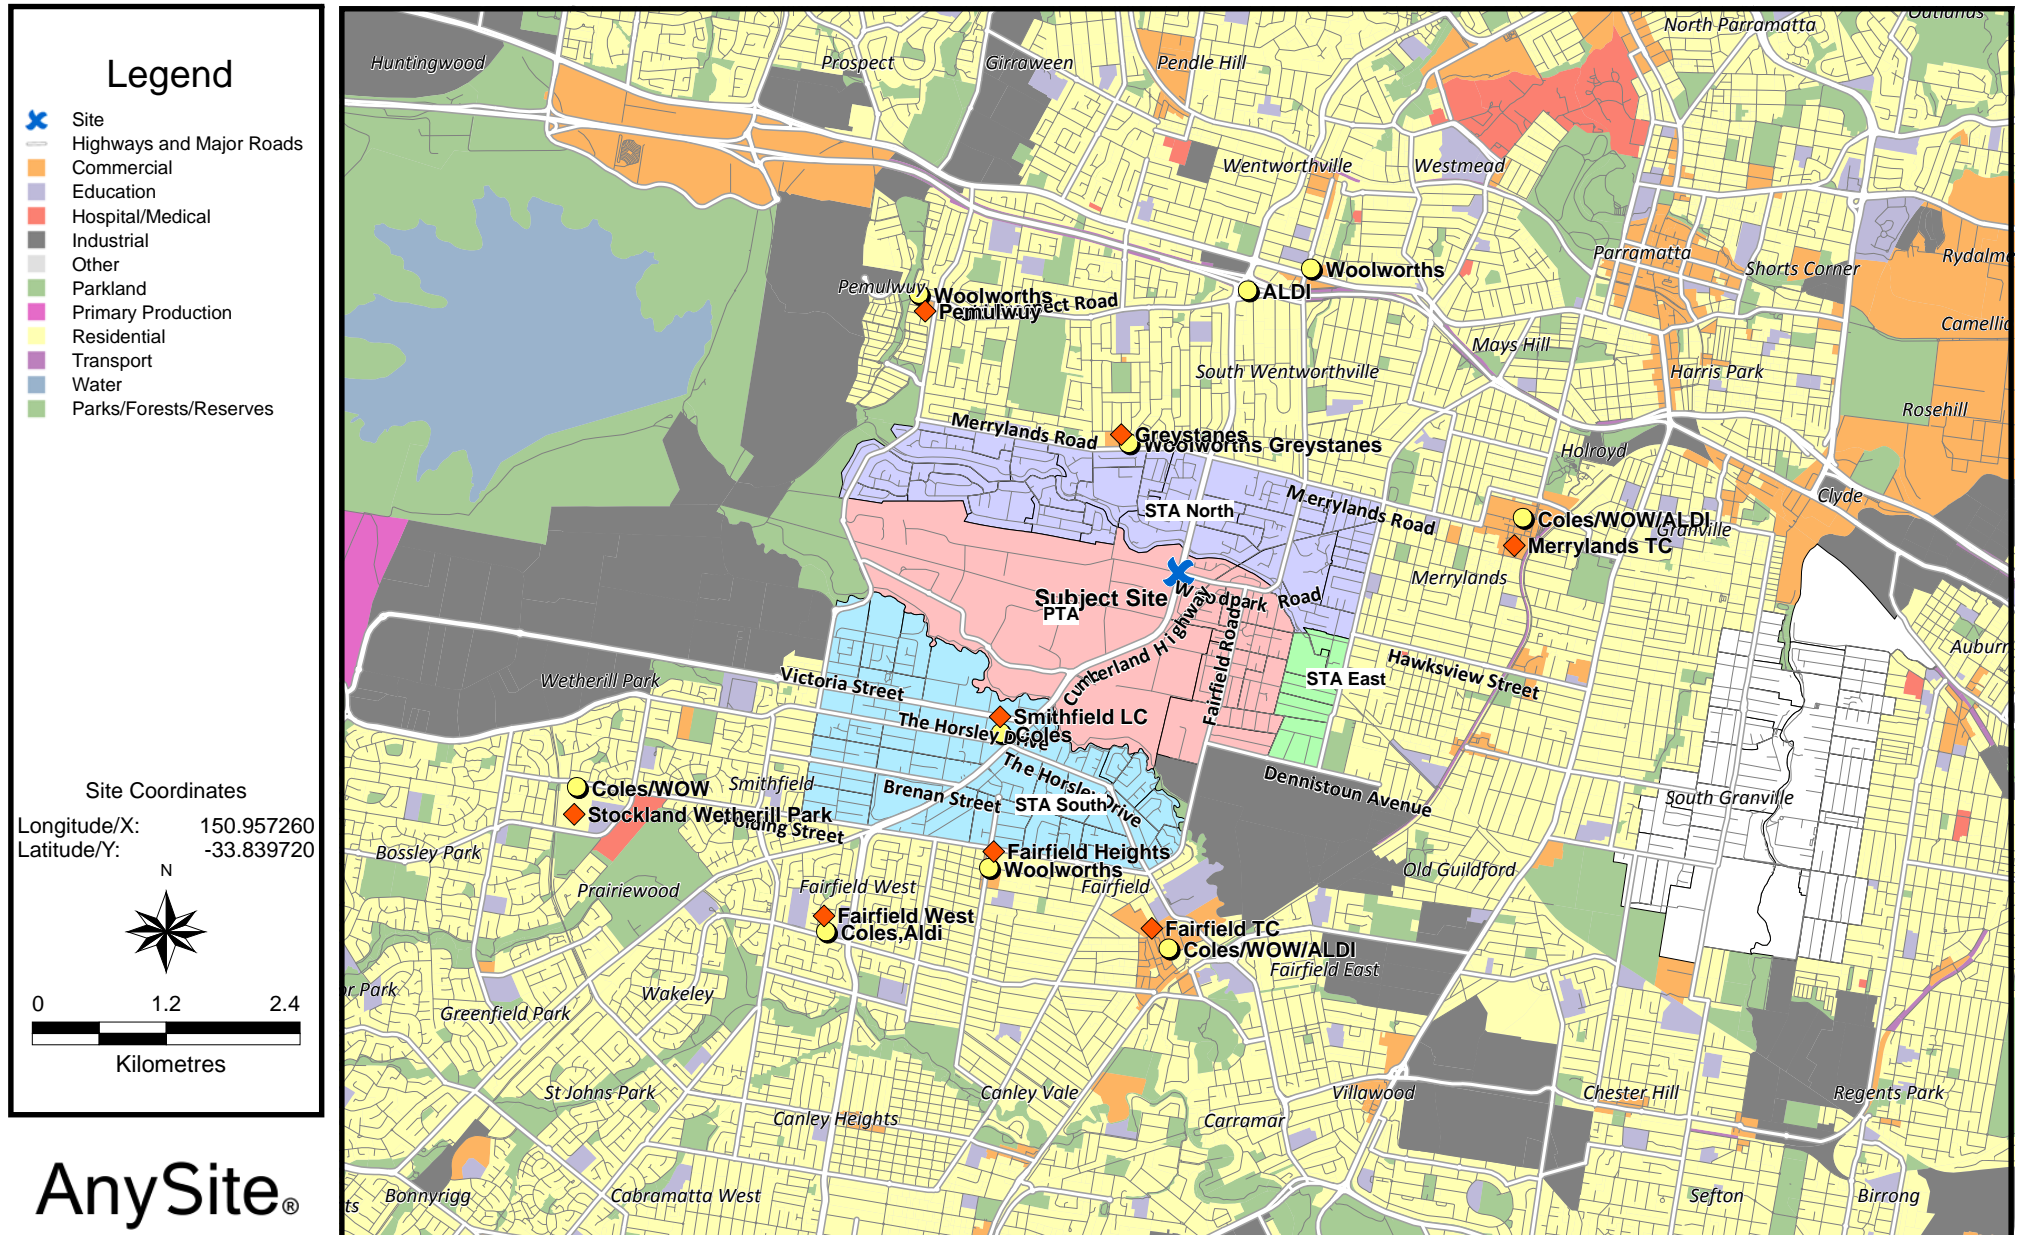 Legend
Site
Highways and Major Roads
Commercial
Education
Hospital/Medical
Industrial
Other
Parkland
Primary Production
Residential
Transport
Water
Parks/Forests/Reserves
Site Coordinates
Longitude/X: 150.957260
Latitude/Y: -33.839720
N
0 1.2 2.4
Kilometres
AnySite®
Huntingwood
Prospect
Girraween
Pendle Hill
North Parramatta
Oatlands
Wentworthville
Westmead
Parramatta
Shorts Corner
Rydalme
Woolworths
ALDI
Pemulwuy
Woolworths
Pemulwuy
ect Road
Camellia
Mays Hill
Harris Park
South Wentworthville
Rosehill
Merrylands Road
Greystanes
Woolworths Greystanes
Holroyd
Clyde
Merrylands Road
STA North
Coles/WOW/ALDI
Granville
Merrylands TC
Merrylands
Subject Site
PTA
Woodpark Road
Cumberland Highway
Fairfield Road
Auburn
Hawksview Street
STA East
Wetherill Park
Victoria Street
Smithfield LC
The Horsley Drive
Coles
The Horsley Drive
Dennistoun Avenue
Coles/WOW
Smithfield
Brenan Street
STA South
South Granville
Stockland Wetherill Park
olding Street
Bossley Park
Fairfield Heights
Woolworths
Old Guildford
Prairiewood
Fairfield West
Fairfield
Fairfield West
Coles,Aldi
Fairfield TC
Coles/WOW/ALDI
Fairfield East
or Park
Wakeley
Greenfield Park
St Johns Park
Canley Vale
Villawood
Chester Hill
Regents Park
Canley Heights
Carramar
ts
Bonnyrigg
Cabramatta West
Sefton
Birrong